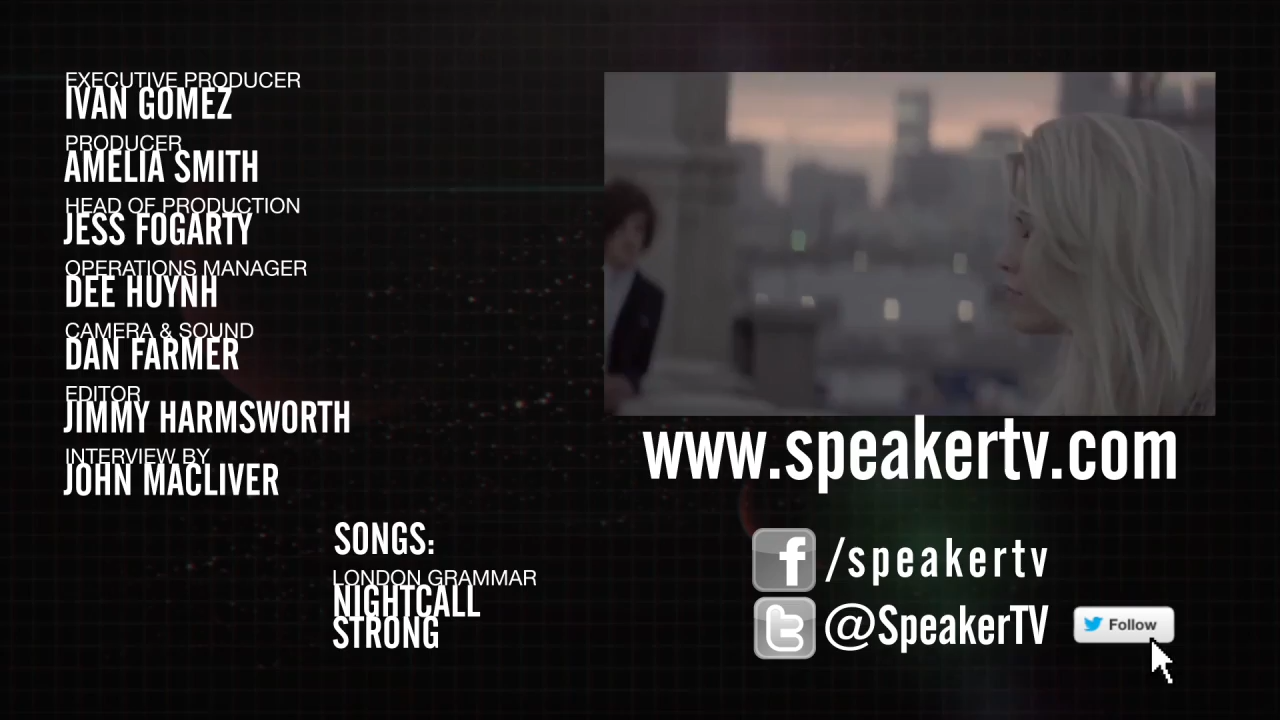 EXECUTIVE PRODUCER
IVAN GOMEZ
PRODUCER
AMELIA SMITH
HEAD OF PRODUCTION
JESS FOGARTY
OPERATIONS MANAGER
DEE HUYNH
CAMERA & SOUND
DAN FARMER
EDITOR
JIMMY HARMSWORTH
INTERVIEW BY
JOHN MACLIVER
SONGS:
LONDON GRAMMAR
NIGHTCALL
STRONG
www.speakertv.com
f /speakertv
t @SpeakerTV Follow